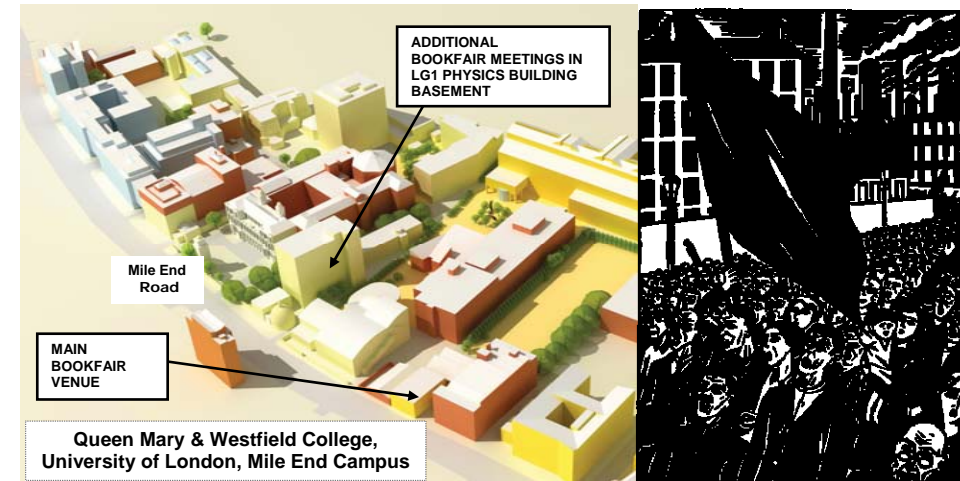 ADDITIONAL
BOOKFAIR MEETINGS IN
LG1 PHYSICS BUILDING
BASEMENT
Mile End
Road
MAIN
BOOKFAIR
VENUE
Queen Mary & Westfield College,
University of London, Mile End Campus